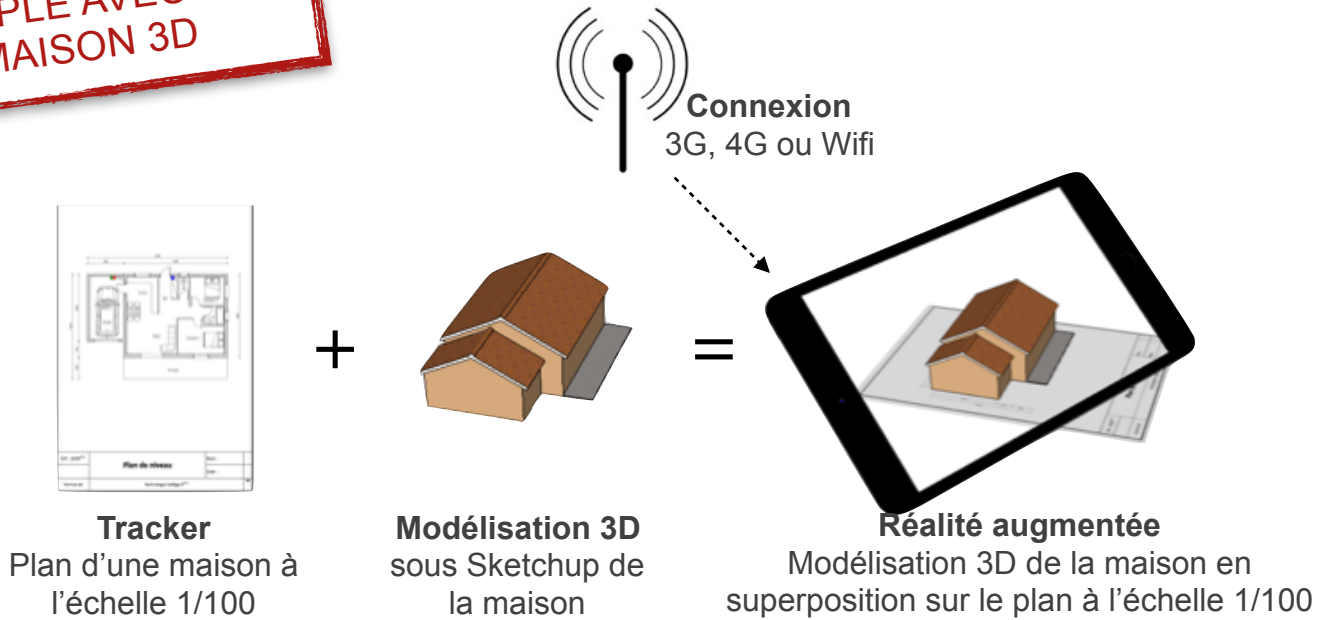 PLE AVEC
MAISON 3D
Connexion
3G, 4G ou Wifi
Plan de niveau
+
=
Tracker
Plan d’une maison à
l’échelle 1/100
Modélisation 3D
sous Sketchup de
la maison
Réalité augmentée
Modélisation 3D de la maison en
superposition sur le plan à l’échelle 1/100